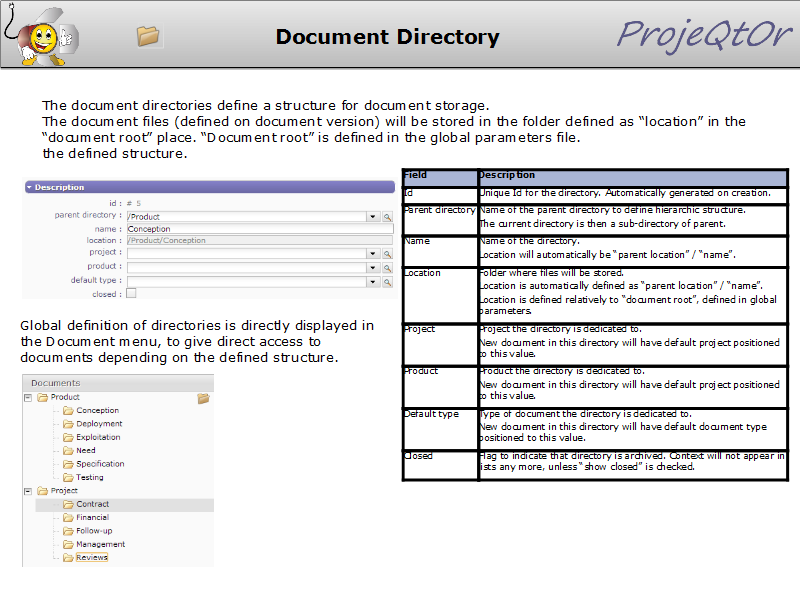 Document Directory
ProjeQtOr
The document directories define a structure for document storage.
The document files (defined on document version) will be stored in the folder defined as “location” in the
“document root” place. “Document root” is defined in the global parameters file.
the defined structure.
Description
id : # 5
parent directory : /Product
name : Conception
location : /Product/Conception
project :
product :
default type :
closed :
Global definition of directories is directly displayed in
the Document menu, to give direct access to
documents depending on the defined structure.
Documents
Product
Conception
Deployment
Exploitation
Need
Specification
Testing
Project
Contract
Financial
Follow-up
Management
Reviews
Field Description
Id Unique Id for the directory. Automatically generated on creation.
Parent directory Name of the parent directory to define hierarchic structure.
The current directory is then a sub-directory of parent.
Name Name of the directory.
Location will automatically be “parent location” / “name”.
Location Folder where files will be stored.
Location is automatically defined as “parent location” / “name”.
Location is defined relatively to “document root”, defined in global
parameters.
Project Project the directory is dedicated to.
New document in this directory will have default project positioned
to this value.
Product Product the directory is dedicated to.
New document in this directory will have default project positioned
to this value.
Default type Type of document the directory is dedicated to.
New document in this directory will have default document type
positioned to this value.
Closed Flag to indicate that directory is archived. Context will not appear in
lists any more, unless “show closed” is checked.